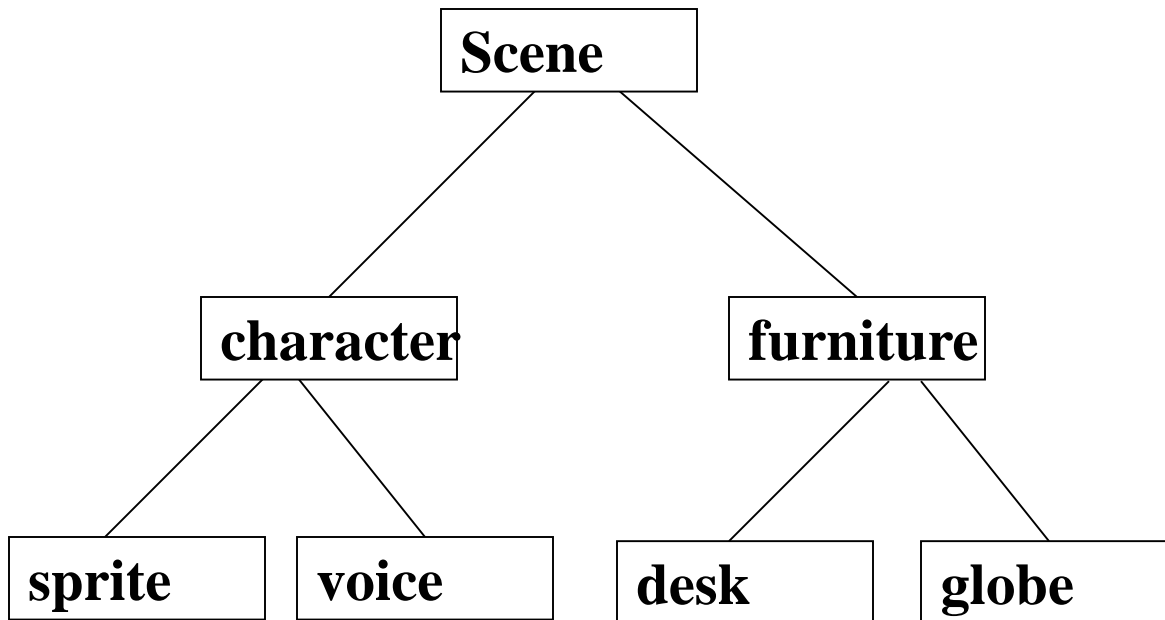 Scene
character
furniture
sprite
voice
desk
globe